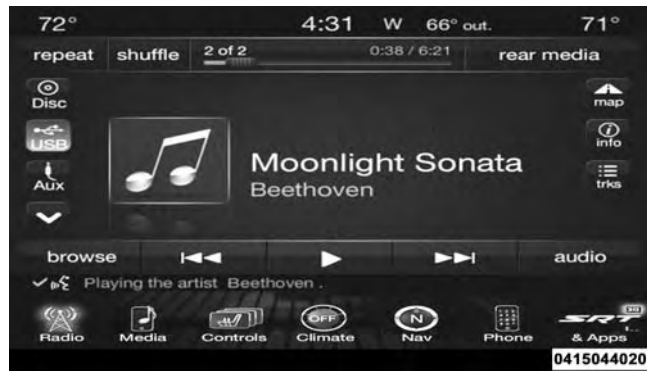 72° 4:31 W 66° out. 71°
repeat shuffle 2 of 2 0:38 / 6:21 rear media
Disc map
USB info
Aux trks
Moonlight Sonata
Beethoven
browse audio
Playing the artist Beethoven .
OFF N SRT
Radio Media Controls Climate Nav Phone & Apps
0415044020